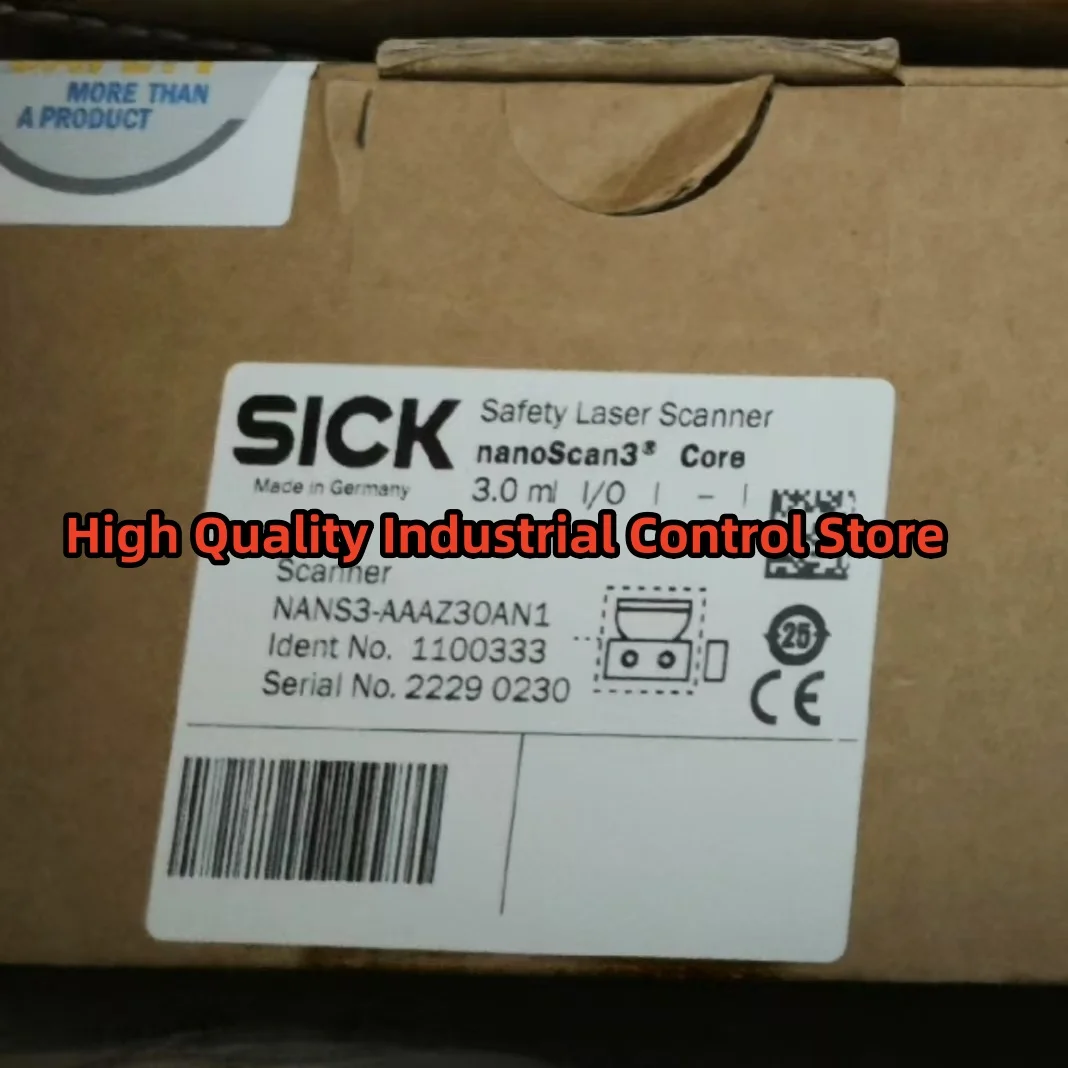 SAFETY
MORE THAN
A PRODUCT
SICK
Made in Germany
Safety Laser Scanner
nanoScan3® Core
3.0 m| I/O | - |
High Quality Industrial Control Store
Scanner
NANS3-AAAZ30AN1
Ident No. 1100333
Serial No. 2229 0230
25
CE